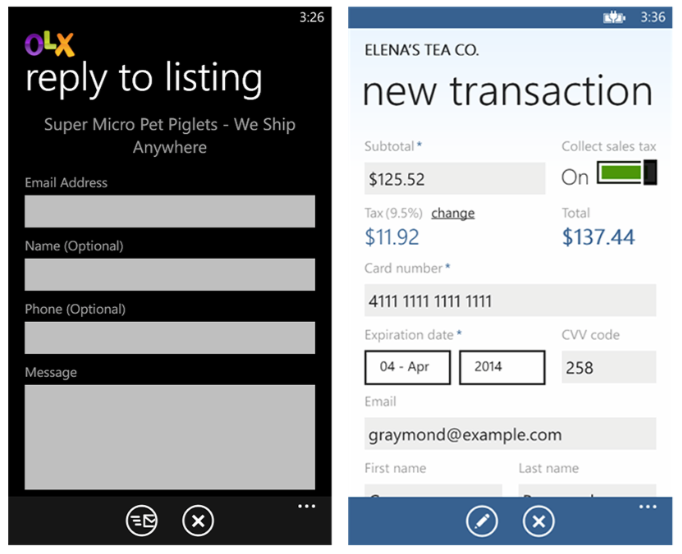 3:26
OLX
reply to listing
Super Micro Pet Piglets - We Ship
Anywhere
Email Address
Name (Optional)
Phone (Optional)
Message
3:36
ELENA'S TEA CO.
new transaction
Subtotal * Collect sales tax
$125.52 On
Tax (9.5%) change Total
$11.92 $137.44
Card number *
4111 1111 1111 1111
Expiration date * CVV code
04 - Apr 2014 258
Email
graymond@example.com
First name Last name